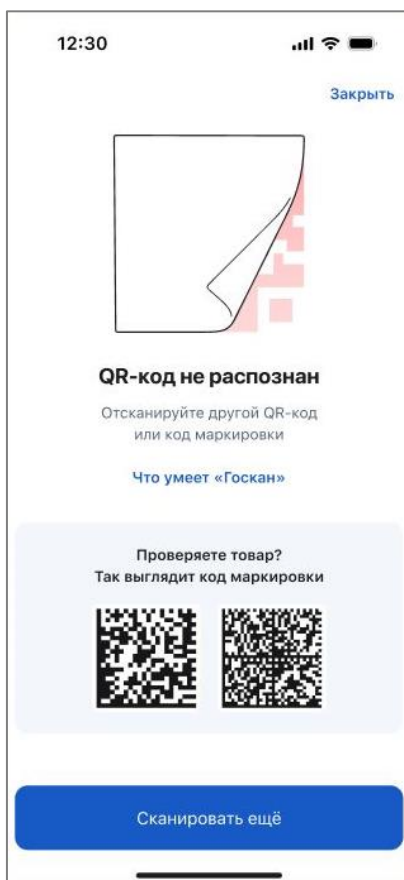 12:30
Закрыть
QR-код не распознан
Отсканируйте другой QR-код
или код маркировки
Что умеет «Госкан»
Проверяете товар?
Так выглядит код маркировки
Сканировать ещё